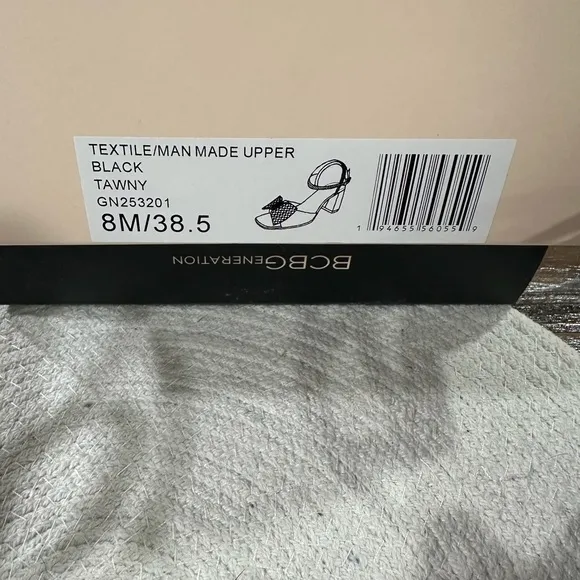 TEXTILE/MAN MADE UPPER
BLACK
TAWNY
GN253201
8M/38.5
1 94655 56055 9
BCBGENERATION